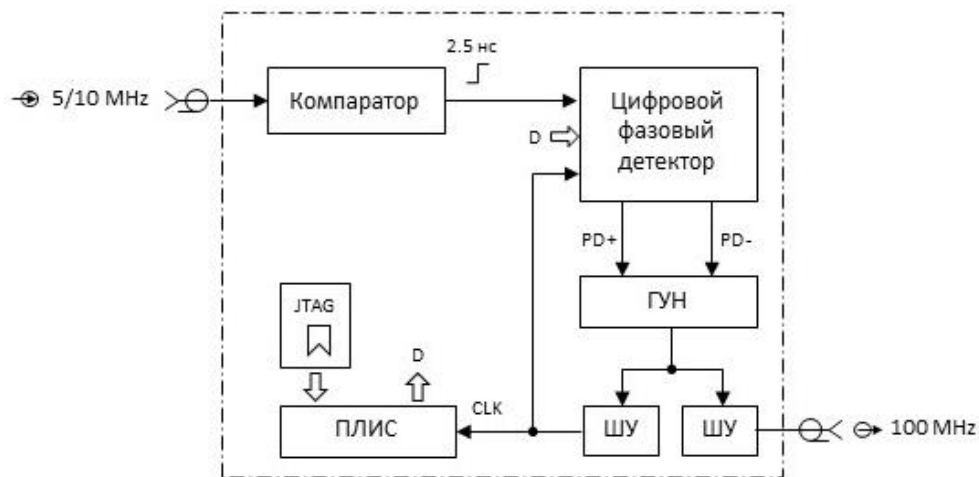 2.5 нс
5/10 MHz
Компаратор
Цифровой
фазовый
детектор
D
PD+
PD-
ГУН
JTAG
D
CLK
ПЛИС
ШУ
ШУ
100 MHz